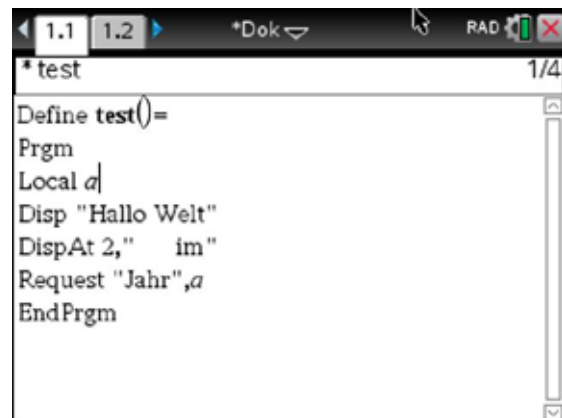 1.1 1.2 *Dok RAD
* test 1/4
Define test()=
Prgm
Local a
Disp "Hallo Welt"
DispAt 2,"     im"
Request "Jahr",a
EndPrgm